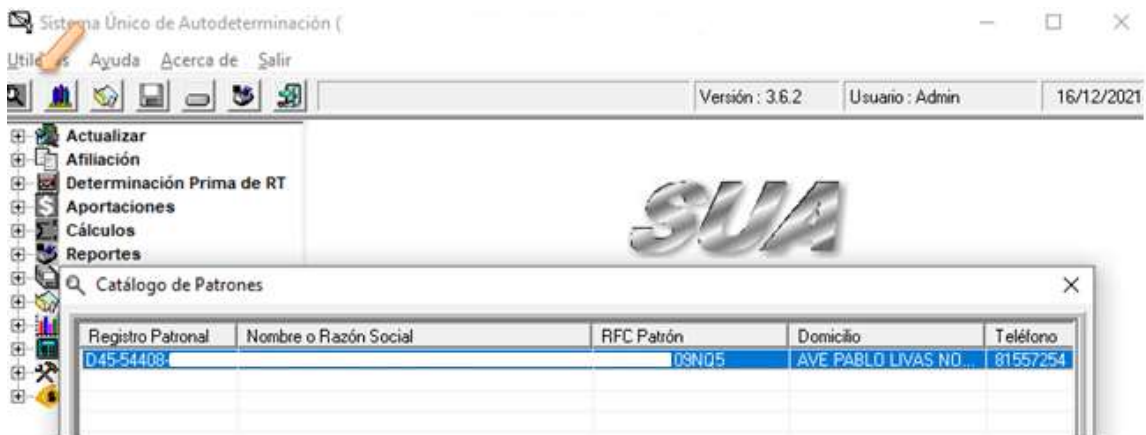 Sistema Único de Autodeterminación (
Ayuda Acerca de Salir
Versión : 3.6.2 Usuario : Admin 16/12/2021
Actualizar
Afiliación
Determinación Prima de RT
Aportaciones
Cálculos
Reportes
SUA
Catálogo de Patrones
Registro Patronal Nombre o Razón Social RFC Patrón Domicilio Teléfono
D45-54408- 09NQ5 AVE PABLO LIVAS NO... 81557254